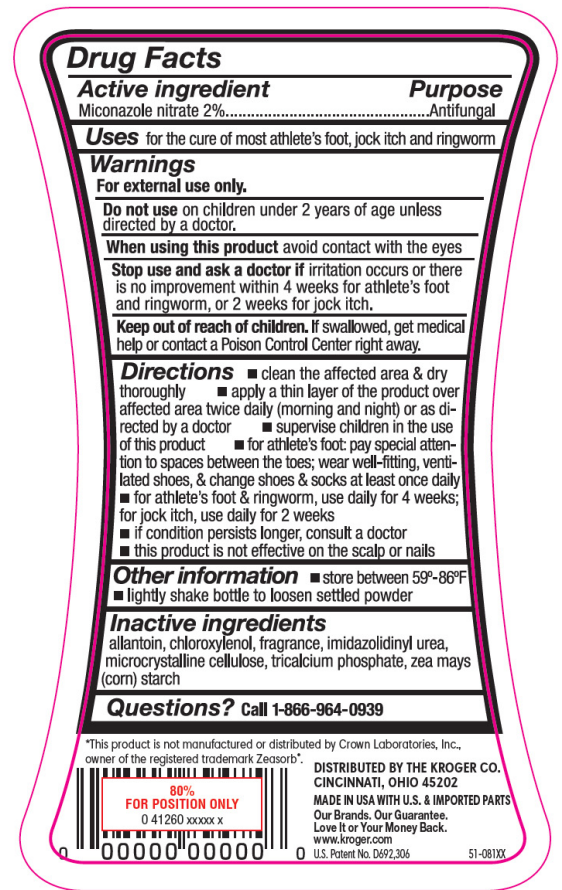 Drug Facts
Active ingredient Purpose
Miconazole nitrate 2%.................................................Antifungal
Uses for the cure of most athlete's foot, jock itch and ringworm
Warnings
For external use only.
Do not use on children under 2 years of age unless
directed by a doctor.
When using this product avoid contact with the eyes
Stop use and ask a doctor if irritation occurs or there
is no improvement within 4 weeks for athlete's foot
and ringworm, or 2 weeks for jock itch.
Keep out of reach of children. If swallowed, get medical
help or contact a Poison Control Center right away.
Directions ■ clean the affected area & dry
thoroughly ■ apply a thin layer of the product over
affected area twice daily (morning and night) or as di-
rected by a doctor ■ supervise children in the use
of this product ■ for athlete's foot: pay special atten-
tion to spaces between the toes; wear well-fitting, venti-
lated shoes, & change shoes & socks at least once daily
■ for athlete's foot & ringworm, use daily for 4 weeks;
for jock itch, use daily for 2 weeks
■ if condition persists longer, consult a doctor
■ this product is not effective on the scalp or nails
Other information ■ store between 59º-86ºF
■ lightly shake bottle to loosen settled powder
Inactive ingredients
allantoin, chloroxylenol, fragrance, imidazolidinyl urea,
microcrystalline cellulose, tricalcium phosphate, zea mays
(corn) starch
Questions? Call 1-866-964-0939
*This product is not manufactured or distributed by Crown Laboratories, Inc.,
owner of the registered trademark Zeasorb®.
80%
FOR POSITION ONLY
0 41260 xxxxx x
0 00000 00000 0
DISTRIBUTED BY THE KROGER CO.
CINCINNATI, OHIO 45202
MADE IN USA WITH U.S. & IMPORTED PARTS
Our Brands. Our Guarantee.
Love It or Your Money Back.
www.kroger.com
U.S. Patent No. D692,306 51-081XX